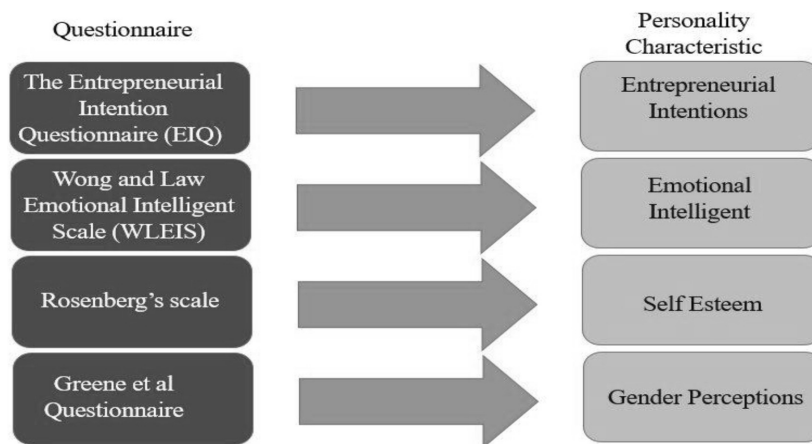 Questionnaire
Personality
Characteristic
The Entrepreneurial
Intention
Questionnaire (EIQ)
Entrepreneurial
Intentions
Wong and Law
Emotional Intelligent
Scale (WLEIS)
Emotional
Intelligent
Rosenberg's scale
Self Esteem
Greene et al
Questionnaire
Gender Perceptions